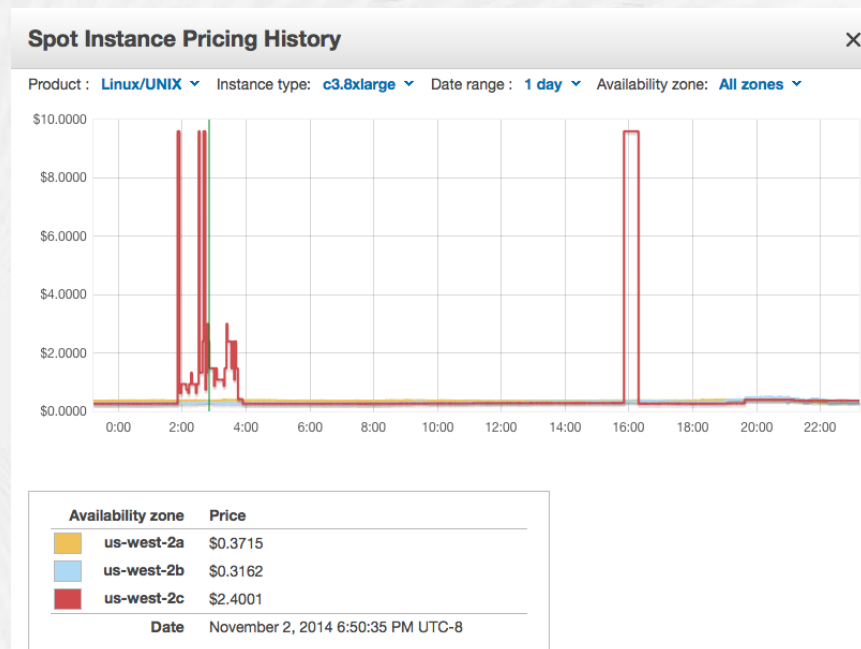 Spot Instance Pricing History ×
Product : Linux/UNIX Instance type: c3.8xlarge Date range : 1 day Availability zone: All zones
$10.0000
$8.0000
$6.0000
$4.0000
$2.0000
$0.0000
0:00 2:00 4:00 6:00 8:00 10:00 12:00 14:00 16:00 18:00 20:00 22:00
Availability zone Price
us-west-2a $0.3715
us-west-2b $0.3162
us-west-2c $2.4001
Date November 2, 2014 6:50:35 PM UTC-8